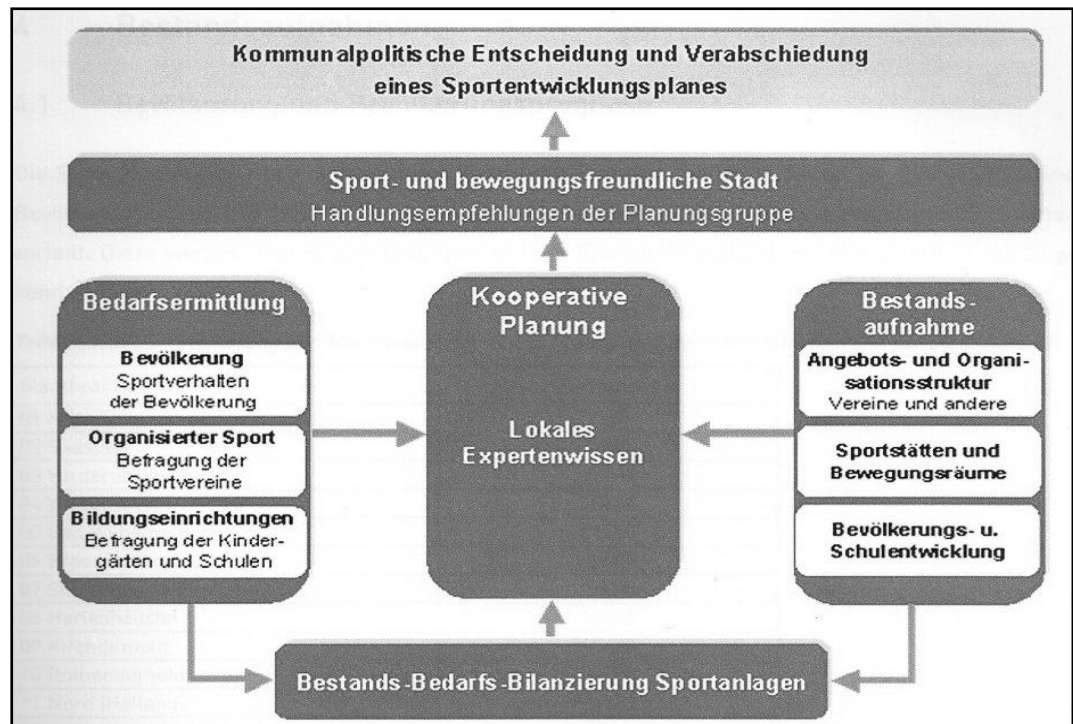 Kommunalpolitische Entscheidung und Verabschiedung
eines Sportentwicklungsplanes
Sport- und bewegungsfreundliche Stadt
Handlungsempfehlungen der Planungsgruppe
Bedarfsermittlung
Bevölkerung
Sportverhalten
der Bevölkerung
Organisierter Sport
Befragung der
Sportvereine
Bildungseinrichtungen
Befragung der Kinder-
gärten und Schulen
Kooperative
Planung
Lokales
Expertenwissen
Bestands-
aufnahme
Angebots- und Organi-
sationsstruktur
Vereine und andere
Sportstätten und
Bewegungsräume
Bevölkerungs- u.
Schulentwicklung
Bestands-Bedarfs-Bilanzierung Sportanlagen